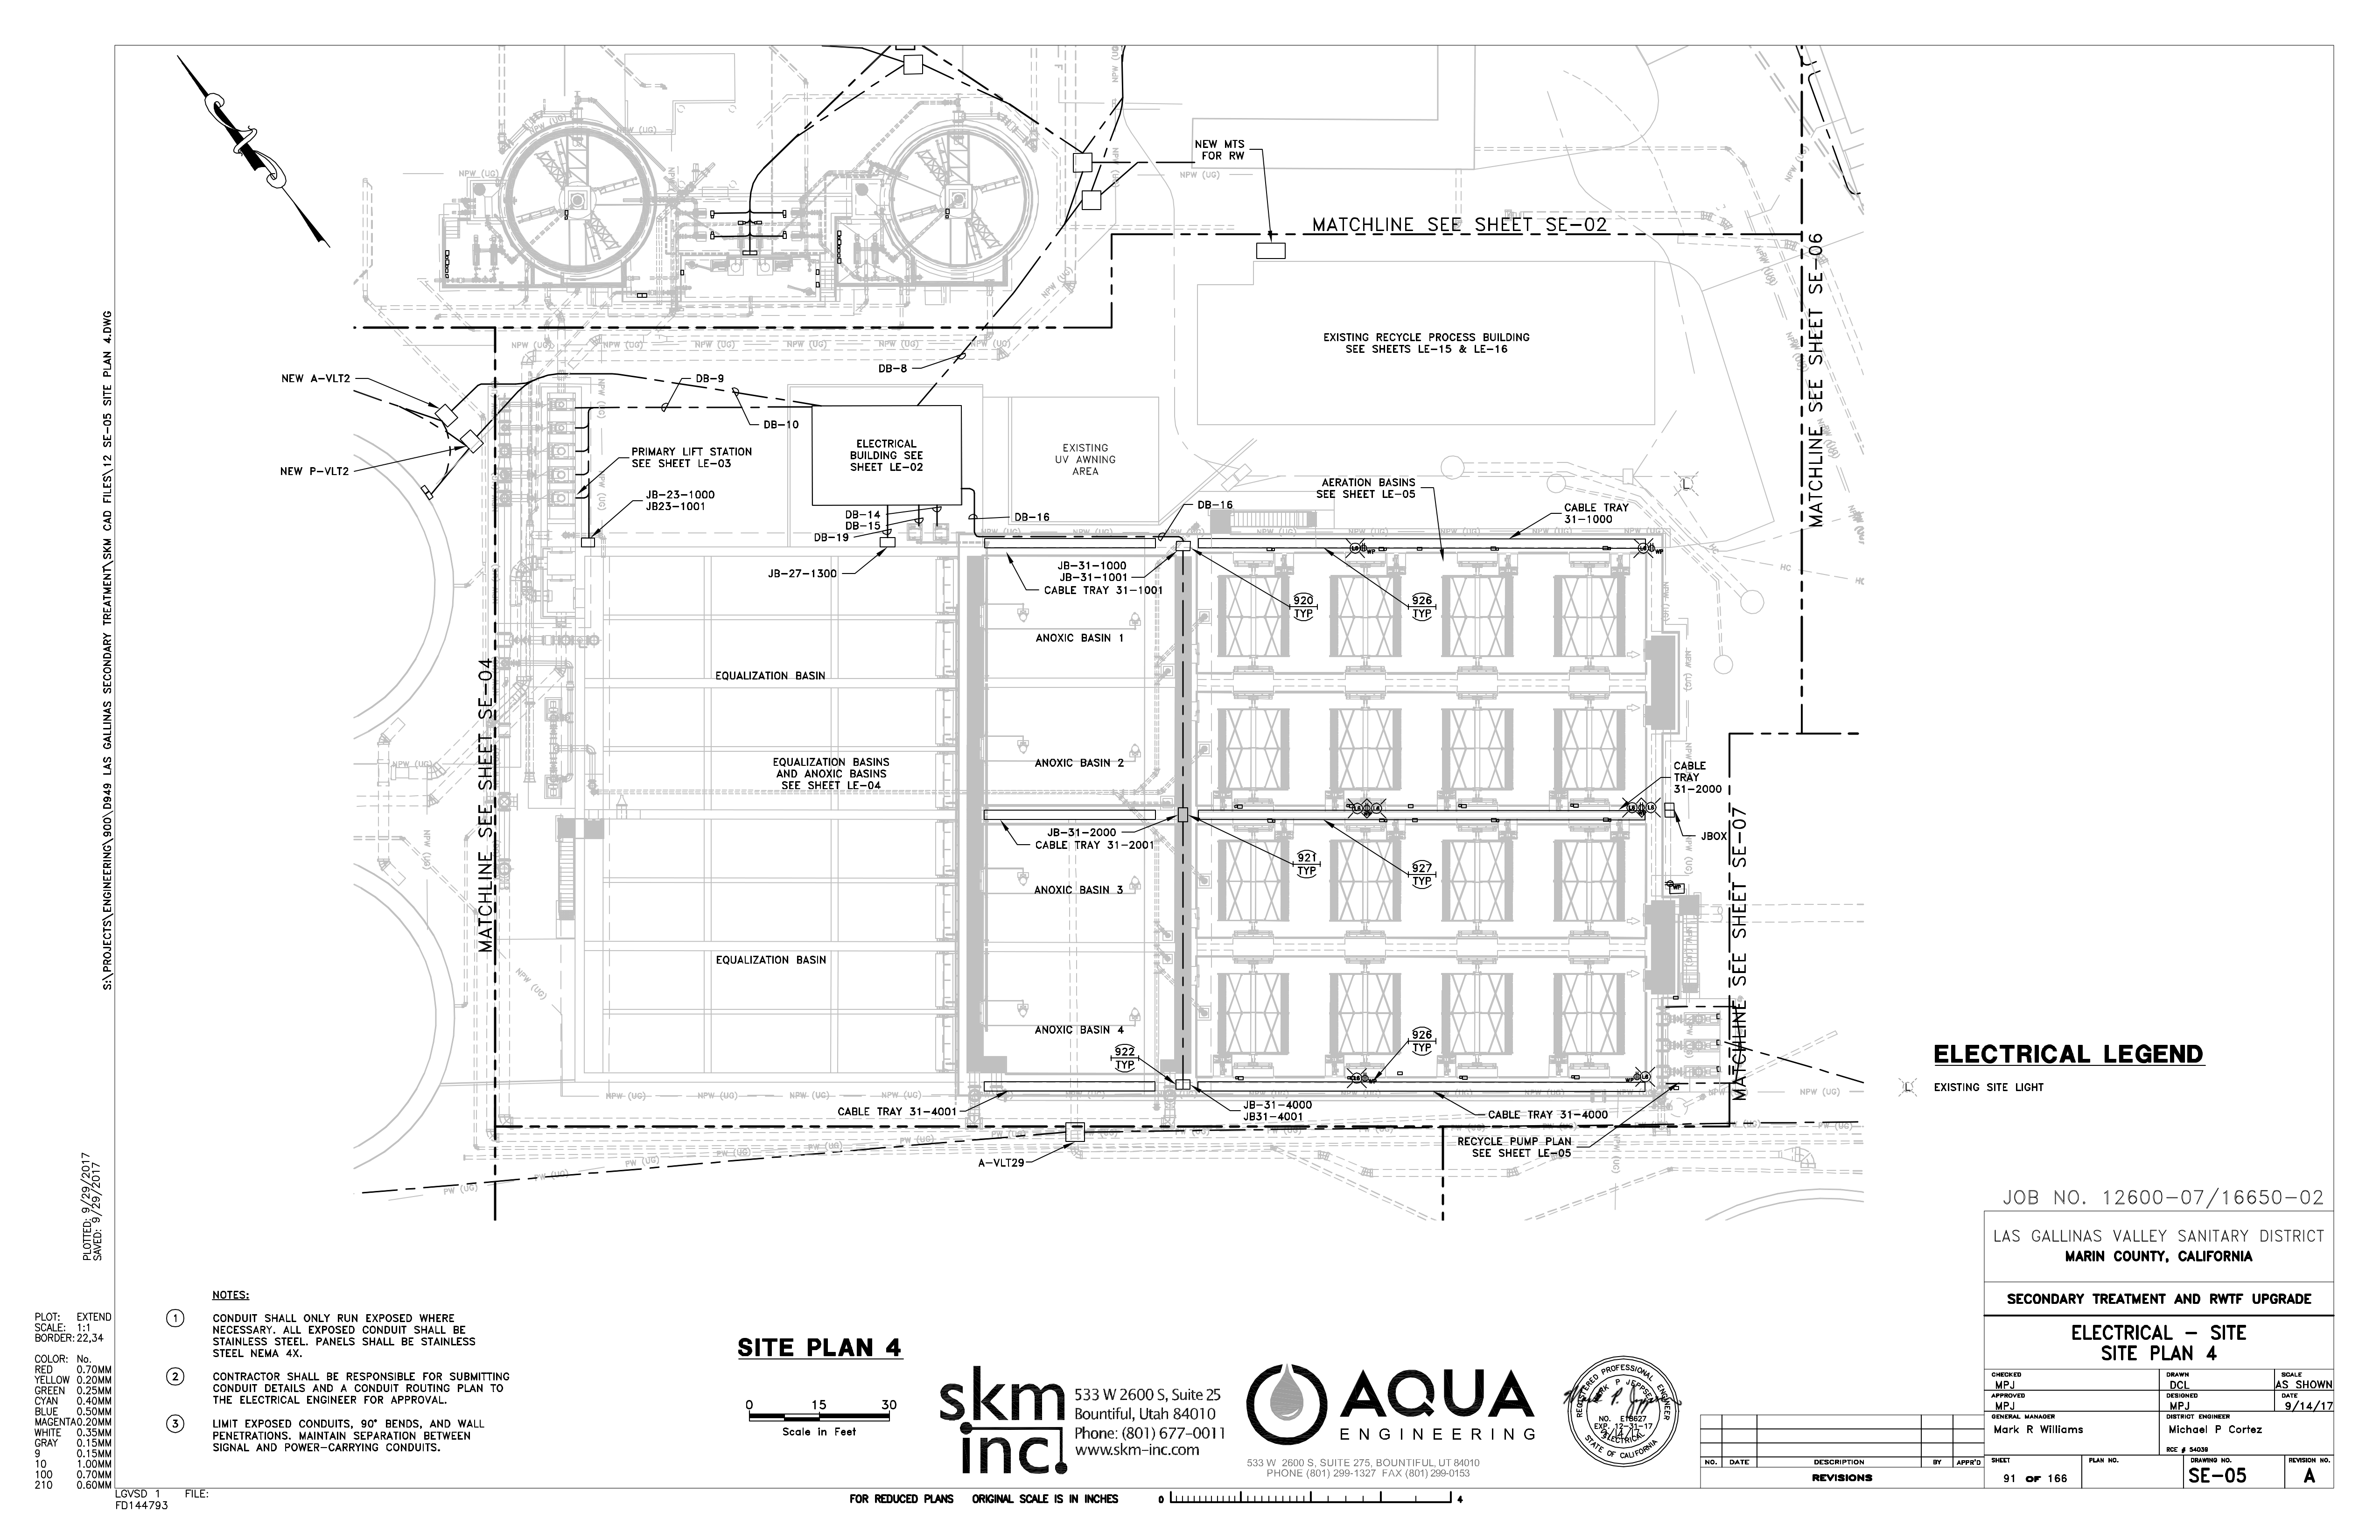 NEW MTS
FOR RW
MATCHLINE SEE SHEET SE-02
MATCHLINE SEE SHEET SE-06
EXISTING RECYCLE PROCESS BUILDING
SEE SHEETS LE-15 & LE-16
DB-8
NEW A-VLT2
DB-9
DB-10
NEW P-VLT2
PRIMARY LIFT STATION
SEE SHEET LE-03
ELECTRICAL
BUILDING SEE
SHEET LE-02
EXISTING
UV AWNING
AREA
JB-23-1000
JB23-1001
AERATION BASINS
SEE SHEET LE-05
DB-14
DB-15
DB-19
DB-16
DB-16
CABLE TRAY
31-1000
JB-27-1300
JB-31-1000
JB-31-1001
CABLE TRAY 31-1001
920
TYP
926
TYP
ANOXIC BASIN 1
EQUALIZATION BASIN
MATCHLINE SEE SHEET SE-04
EQUALIZATION BASINS
AND ANOXIC BASINS
SEE SHEET LE-04
ANOXIC BASIN 2
CABLE
TRAY
31-2000
JB-31-2000
CABLE TRAY 31-2001
JBOX
921
TYP
927
TYP
ANOXIC BASIN 3
MATCHLINE SEE SHEET SE-07
EQUALIZATION BASIN
ANOXIC BASIN 4
922
TYP
926
TYP
CABLE TRAY 31-4001
JB-31-4000
JB31-4001
CABLE TRAY 31-4000
RECYCLE PUMP PLAN
SEE SHEET LE-05
A-VLT29
NPW (UG)
PW (UG)
ELECTRICAL LEGEND
L
EXISTING SITE LIGHT
S:\PROJECTS\ENGINEERING\900\D949 LAS GALLINAS SECONDARY TREATMENT\SKM CAD FILES\12 SE-05 SITE PLAN 4.DWG
PLOTTED: 9/29/2017
SAVED: 9/29/2017
PLOT: EXTEND
SCALE: 1:1
BORDER: 22,34
COLOR: No.
RED 0.70MM
YELLOW 0.20MM
GREEN 0.25MM
CYAN 0.40MM
BLUE 0.50MM
MAGENTA 0.20MM
WHITE 0.35MM
GRAY 0.15MM
9 0.15MM
10 1.00MM
100 0.70MM
210 0.60MM
LGVSD 1 FILE:
FD144793
NOTES:
1 CONDUIT SHALL ONLY RUN EXPOSED WHERE
NECESSARY. ALL EXPOSED CONDUIT SHALL BE
STAINLESS STEEL. PANELS SHALL BE STAINLESS
STEEL NEMA 4X.
2 CONTRACTOR SHALL BE RESPONSIBLE FOR SUBMITTING
CONDUIT DETAILS AND A CONDUIT ROUTING PLAN TO
THE ELECTRICAL ENGINEER FOR APPROVAL.
3 LIMIT EXPOSED CONDUITS, 90° BENDS, AND WALL
PENETRATIONS. MAINTAIN SEPARATION BETWEEN
SIGNAL AND POWER-CARRYING CONDUITS.
SITE PLAN 4
0 15 30
Scale In Feet
skm
inc.
533 W 2600 S, Suite 25
Bountiful, Utah 84010
Phone: (801) 677-0011
www.skm-inc.com
AQUA
ENGINEERING
533 W 2600 S, SUITE 275, BOUNTIFUL, UT 84010
PHONE (801) 299-1327 FAX (801) 299-0153
REGISTERED PROFESSIONAL ENGINEER
MARK P JEPPSEN
NO. E18627
EXP. 12-31-17
9/14/17
ELECTRICAL
STATE OF CALIFORNIA
FOR REDUCED PLANS ORIGINAL SCALE IS IN INCHES 0 4
JOB NO. 12600-07/16650-02
LAS GALLINAS VALLEY SANITARY DISTRICT
MARIN COUNTY, CALIFORNIA
SECONDARY TREATMENT AND RWTF UPGRADE
ELECTRICAL - SITE
SITE PLAN 4
CHECKED MPJ DRAWN DCL SCALE AS SHOWN
APPROVED MPJ DESIGNED MPJ DATE 9/14/17
GENERAL MANAGER DISTRICT ENGINEER
Mark R Williams Michael P Cortez
RCE # 54039
SHEET PLAN NO. DRAWING NO. REVISION NO.
91 OF 166 SE-05 A
NO. DATE DESCRIPTION BY APPR'D
REVISIONS